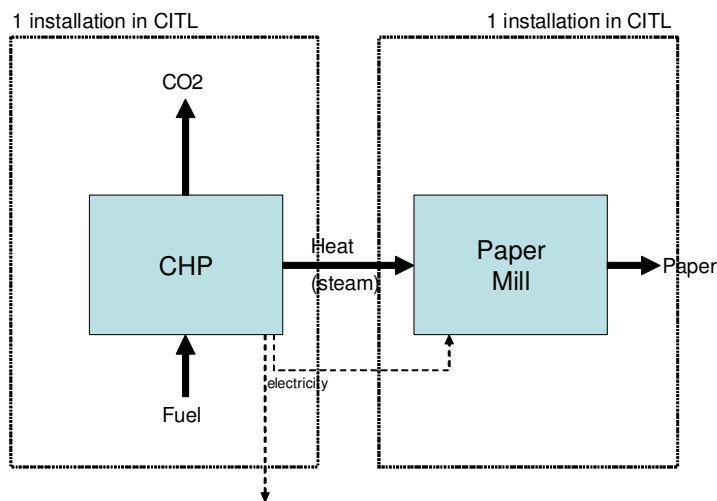 1 installation in CITL
1 installation in CITL
CO2
CHP
Heat
(steam)
Paper
Mill
Paper
electricity
Fuel